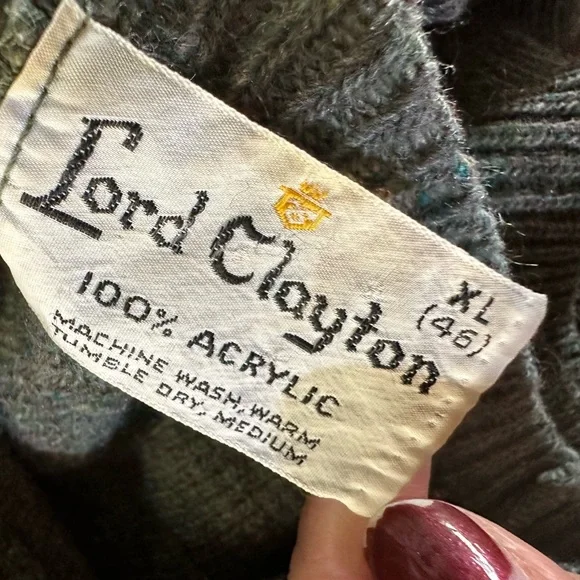 Lord Clayton
XL
(46)
100% ACRYLIC
MACHINE WASH, WARM
TUMBLE DRY, MEDIUM